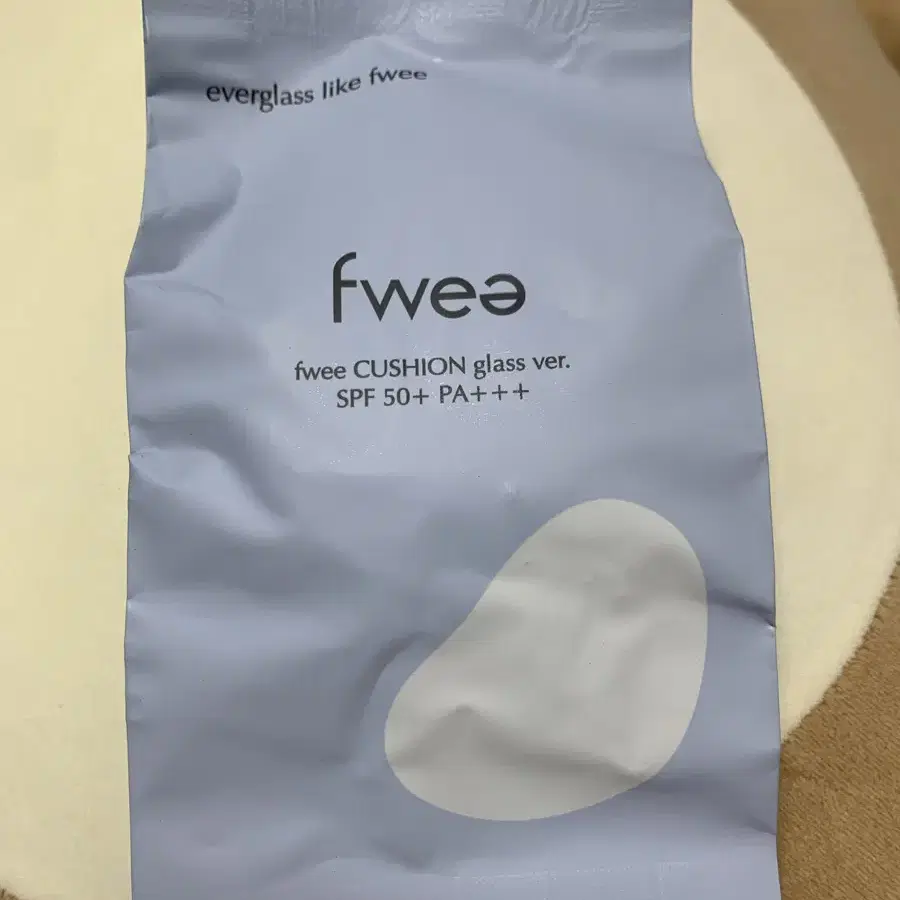 everglass like fwee
fwee
fwee CUSHION glass ver.
SPF 50+ PA+++